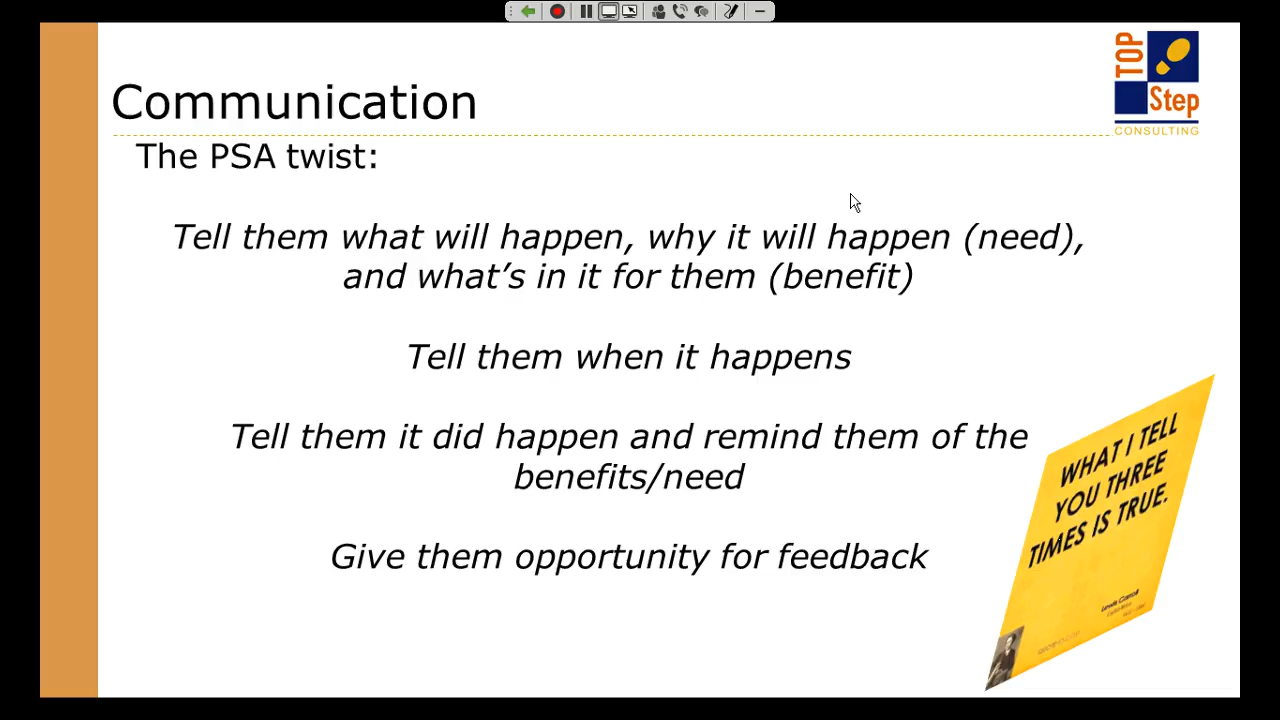 Communication
TOP
Step
CONSULTING
The PSA twist:
Tell them what will happen, why it will happen (need),
and what's in it for them (benefit)
Tell them when it happens
Tell them it did happen and remind them of the
benefits/need
Give them opportunity for feedback
WHAT I TELL
YOU THREE
TIMES IS TRUE.
Lewis Carroll